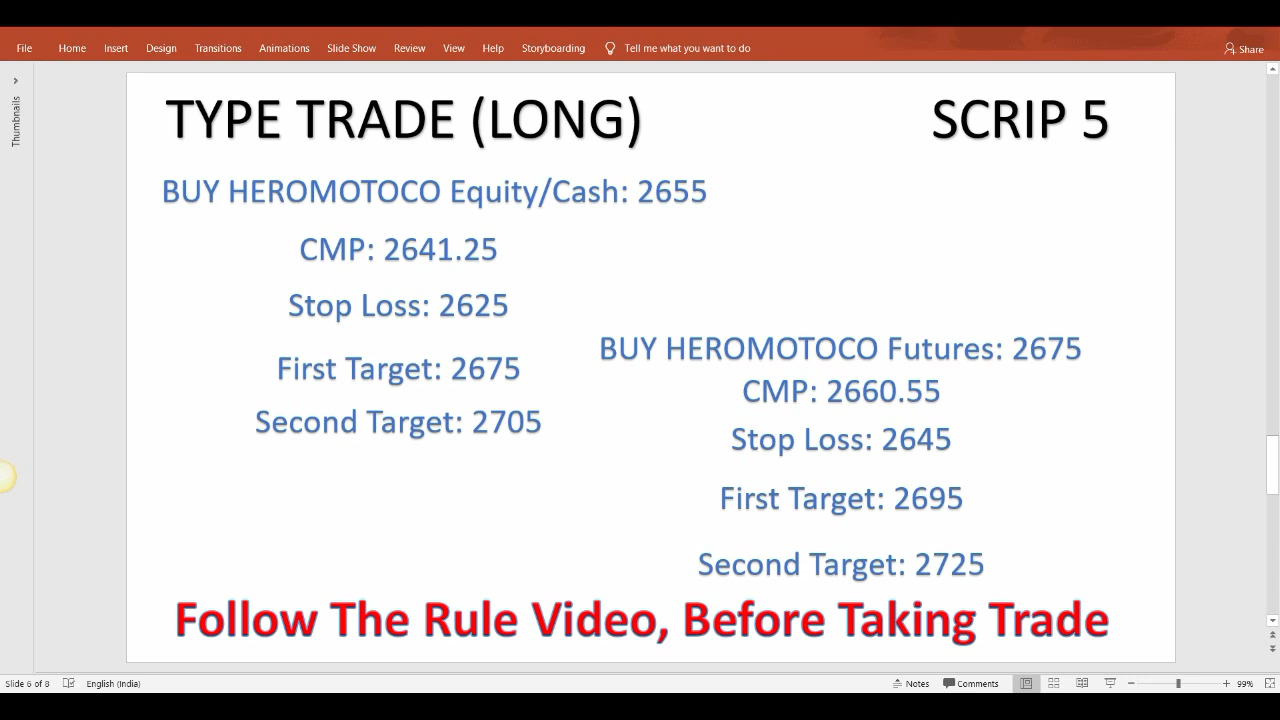 File Home Insert Design Transitions Animations Slide Show Review View Help Storyboarding Tell me what you want to do Share
Thumbnails
TYPE TRADE (LONG) SCRIP 5
BUY HEROMOTOCO Equity/Cash: 2655
CMP: 2641.25
Stop Loss: 2625
First Target: 2675
Second Target: 2705
BUY HEROMOTOCO Futures: 2675
CMP: 2660.55
Stop Loss: 2645
First Target: 2695
Second Target: 2725
Follow The Rule Video, Before Taking Trade
Slide 6 of 8 English (India) Notes Comments 99%